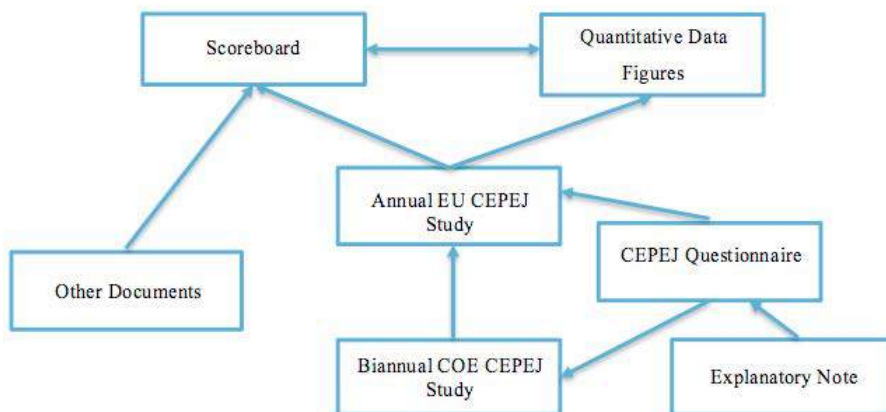 Scoreboard
Quantitative Data
Figures
Annual EU CEPEJ
Study
CEPEJ Questionnaire
Other Documents
Biannual COE CEPEJ
Study
Explanatory Note